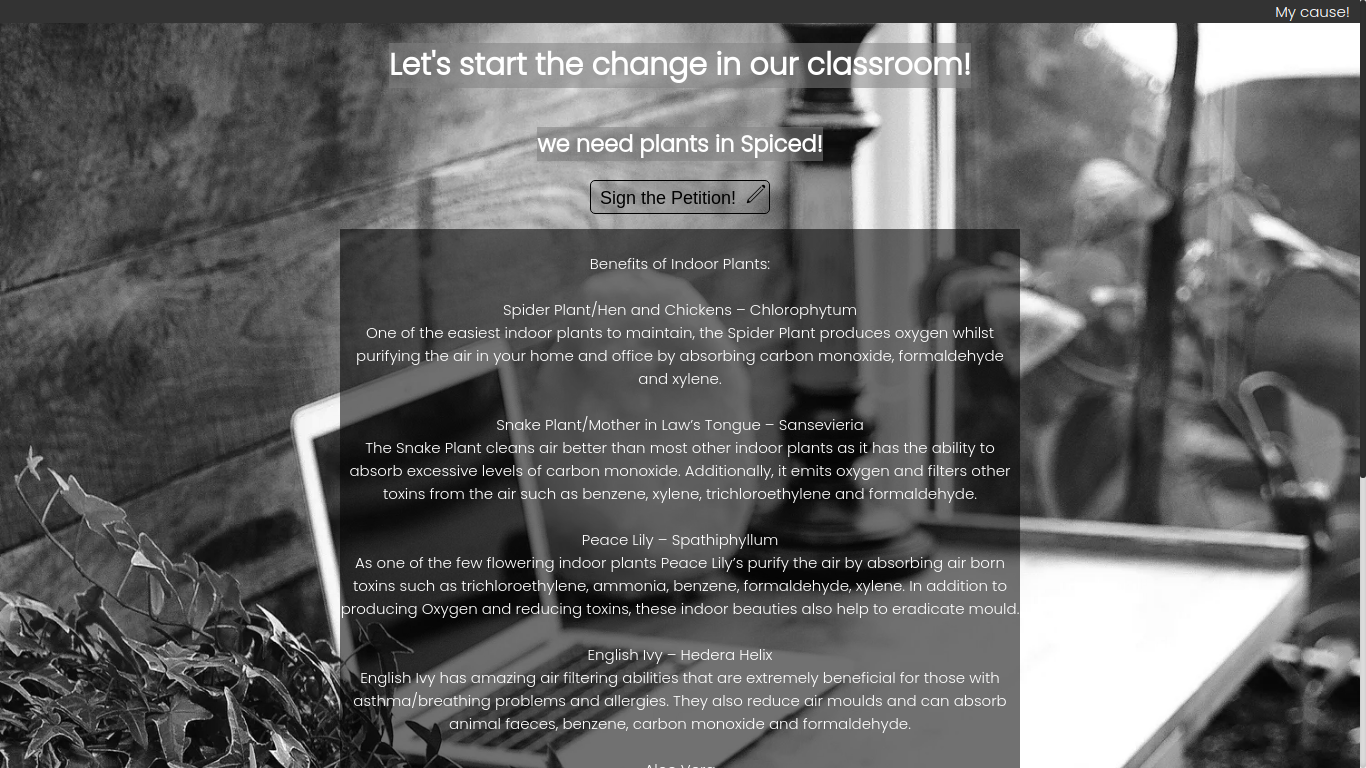 My cause!
Let's start the change in our classroom!
we need plants in Spiced!
Sign the Petition!
Benefits of Indoor Plants:
Spider Plant/Hen and Chickens – Chlorophytum
One of the easiest indoor plants to maintain, the Spider Plant produces oxygen whilst
purifying the air in your home and office by absorbing carbon monoxide, formaldehyde
and xylene.
Snake Plant/Mother in Law’s Tongue – Sansevieria
The Snake Plant cleans air better than most other indoor plants as it has the ability to
absorb excessive levels of carbon monoxide. Additionally, it emits oxygen and filters other
toxins from the air such as benzene, xylene, trichloroethylene and formaldehyde.
Peace Lily – Spathiphyllum
As one of the few flowering indoor plants Peace Lily’s purify the air by absorbing air born
toxins such as trichloroethylene, ammonia, benzene, formaldehyde, xylene. In addition to
producing Oxygen and reducing toxins, these indoor beauties also help to eradicate mould.
English Ivy – Hedera Helix
English Ivy has amazing air filtering abilities that are extremely beneficial for those with
asthma/breathing problems and allergies. They also reduce air moulds and can absorb
animal faeces, benzene, carbon monoxide and formaldehyde.
Aloe Vera